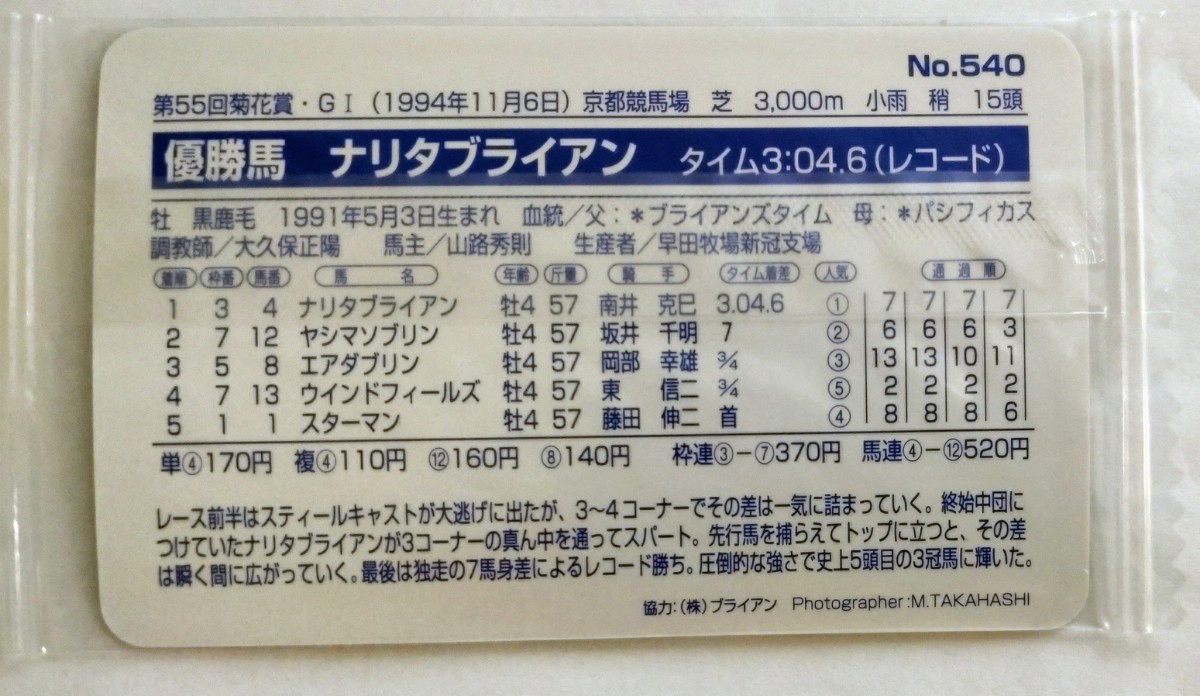 No.540
第55回菊花賞・GI（1994年11月6日）京都競馬場 芝 3,000m 小雨 稍 15頭
優勝馬 ナリタブライアン タイム3:04.6（レコード）
牡 黒鹿毛 1991年5月3日生まれ 血統／父：＊ブライアンズタイム 母：＊パシフィカス
調教師／大久保正陽 馬主／山路秀則 生産者／早田牧場新冠支場
着順 枠番 馬番 馬名 年齢 斤量 騎手 タイム着差 人気 通過順
1 3 4 ナリタブライアン 牡4 57 南井 克巳 3.04.6 ① 7 7 7 7
2 7 12 ヤシマソブリン 牡4 57 坂井 千明 7 ② 6 6 6 3
3 5 8 エアダブリン 牡4 57 岡部 幸雄 ¾ ③ 13 13 10 11
4 7 13 ウインドフィールズ 牡4 57 東 信二 ¾ ⑤ 2 2 2 2
5 1 1 スターマン 牡4 57 藤田 伸二 首 ④ 8 8 8 6
単④170円 複④110円 ⑫160円 ⑧140円 枠連③−⑦370円 馬連④−⑫520円
レース前半はスティールキャストが大逃げに出たが、3〜4コーナーでその差は一気に詰まっていく。終始中団に
つけていたナリタブライアンが3コーナーの真ん中を通ってスパート。先行馬を捕らえてトップに立つと、その差
は瞬く間に広がっていく。最後は独走の7馬身差によるレコード勝ち。圧倒的な強さで史上5頭目の3冠馬に輝いた。
協力：（株）ブライアン Photographer:M.TAKAHASHI